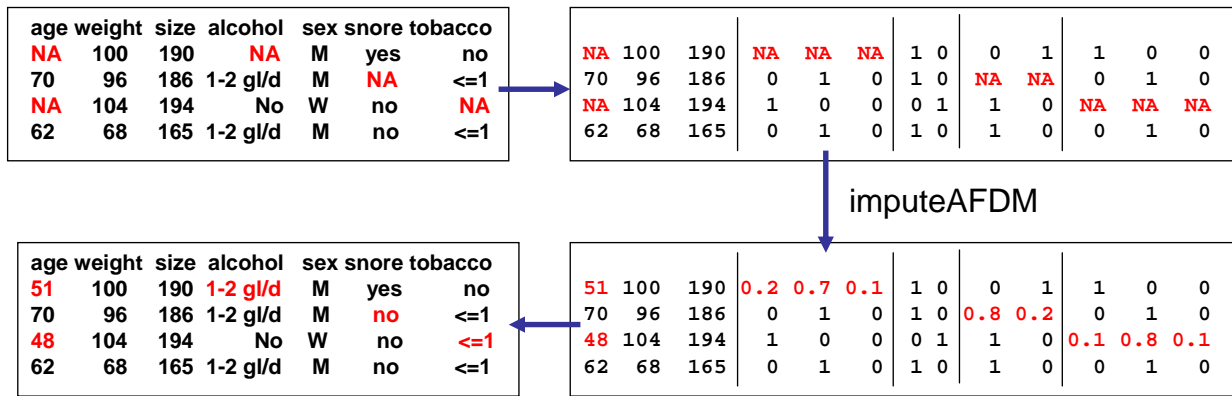 age weight size alcohol sex snore tobacco
NA 100 190 NA M yes no
70 96 186 1-2 gl/d M NA <=1
NA 104 194 No W no NA
62 68 165 1-2 gl/d M no <=1
NA 100 190 NA NA NA 1 0 0 1 1 0 0
70 96 186 0 1 0 1 0 NA NA 0 1 0
NA 104 194 1 0 0 0 1 1 0 NA NA NA
62 68 165 0 1 0 1 0 1 0 0 1 0
imputeAFDM
age weight size alcohol sex snore tobacco
51 100 190 1-2 gl/d M yes no
70 96 186 1-2 gl/d M no <=1
48 104 194 No W no <=1
62 68 165 1-2 gl/d M no <=1
51 100 190 0.2 0.7 0.1 1 0 0 1 1 0 0
70 96 186 0 1 0 1 0 0.8 0.2 0 1 0
48 104 194 1 0 0 0 1 1 0 0.1 0.8 0.1
62 68 165 0 1 0 1 0 1 0 0 1 0